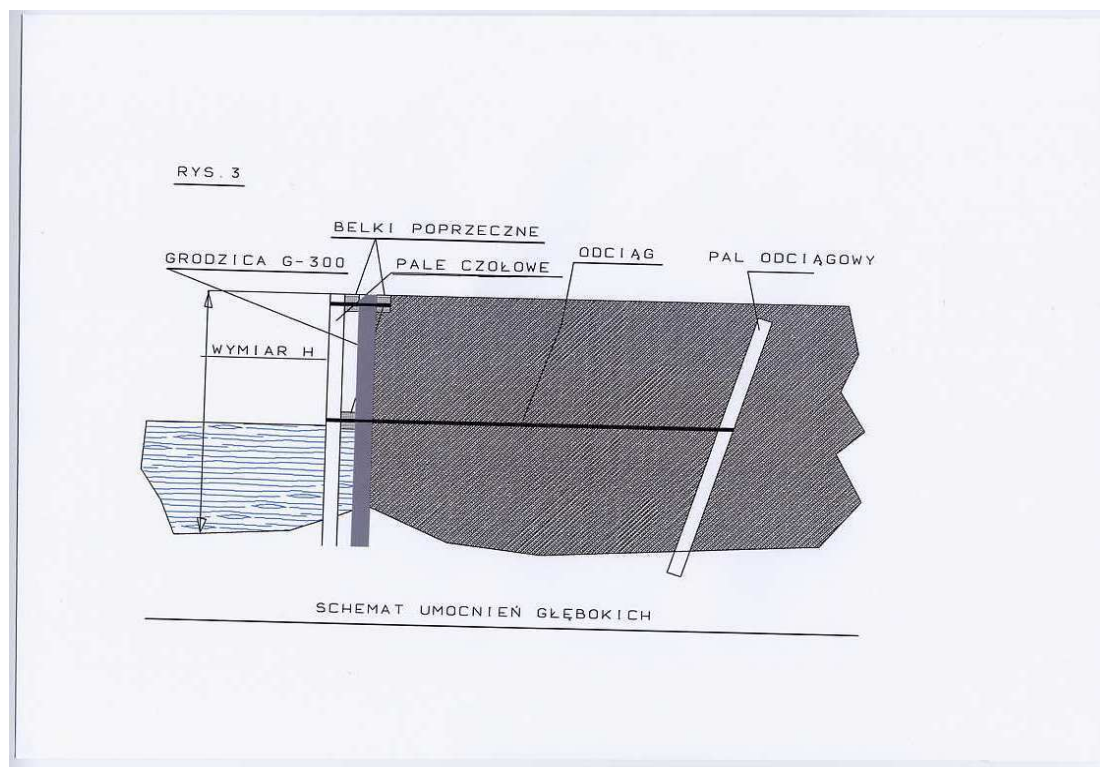 RYS.3
BELKI POPRZECZNE
GRODZICA G-300
PALE CZOŁOWE
ODCIĄG
PAL ODCIĄGOWY
WYMIAR H
SCHEMAT UMOCNIEŃ GŁĘBOKICH